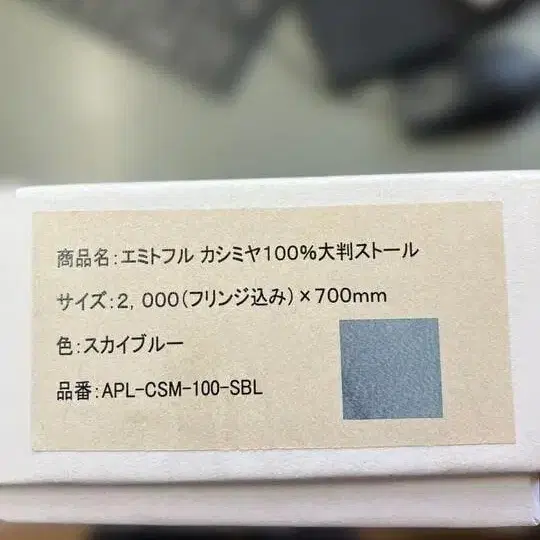 商品名:エミトフル カシミヤ100%大判ストール
サイズ:2,000(フリンジ込み)×700mm
色:スカイブルー
品番:APL-CSM-100-SBL